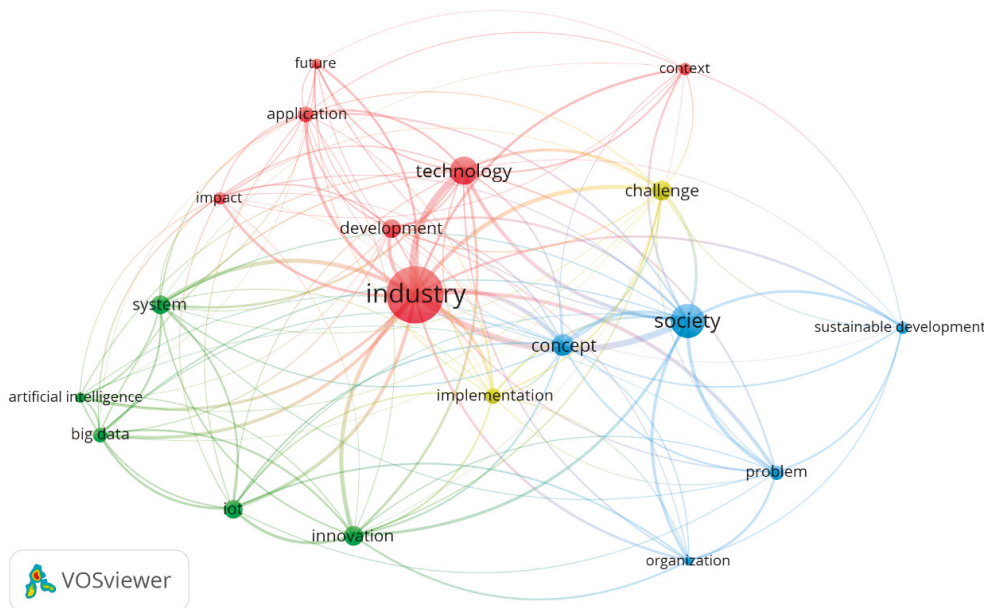 future
context
application
technology
challenge
impact
development
industry
system
society
sustainable development
concept
artificial intelligence
implementation
big data
problem
iot
innovation
organization
VOSviewer